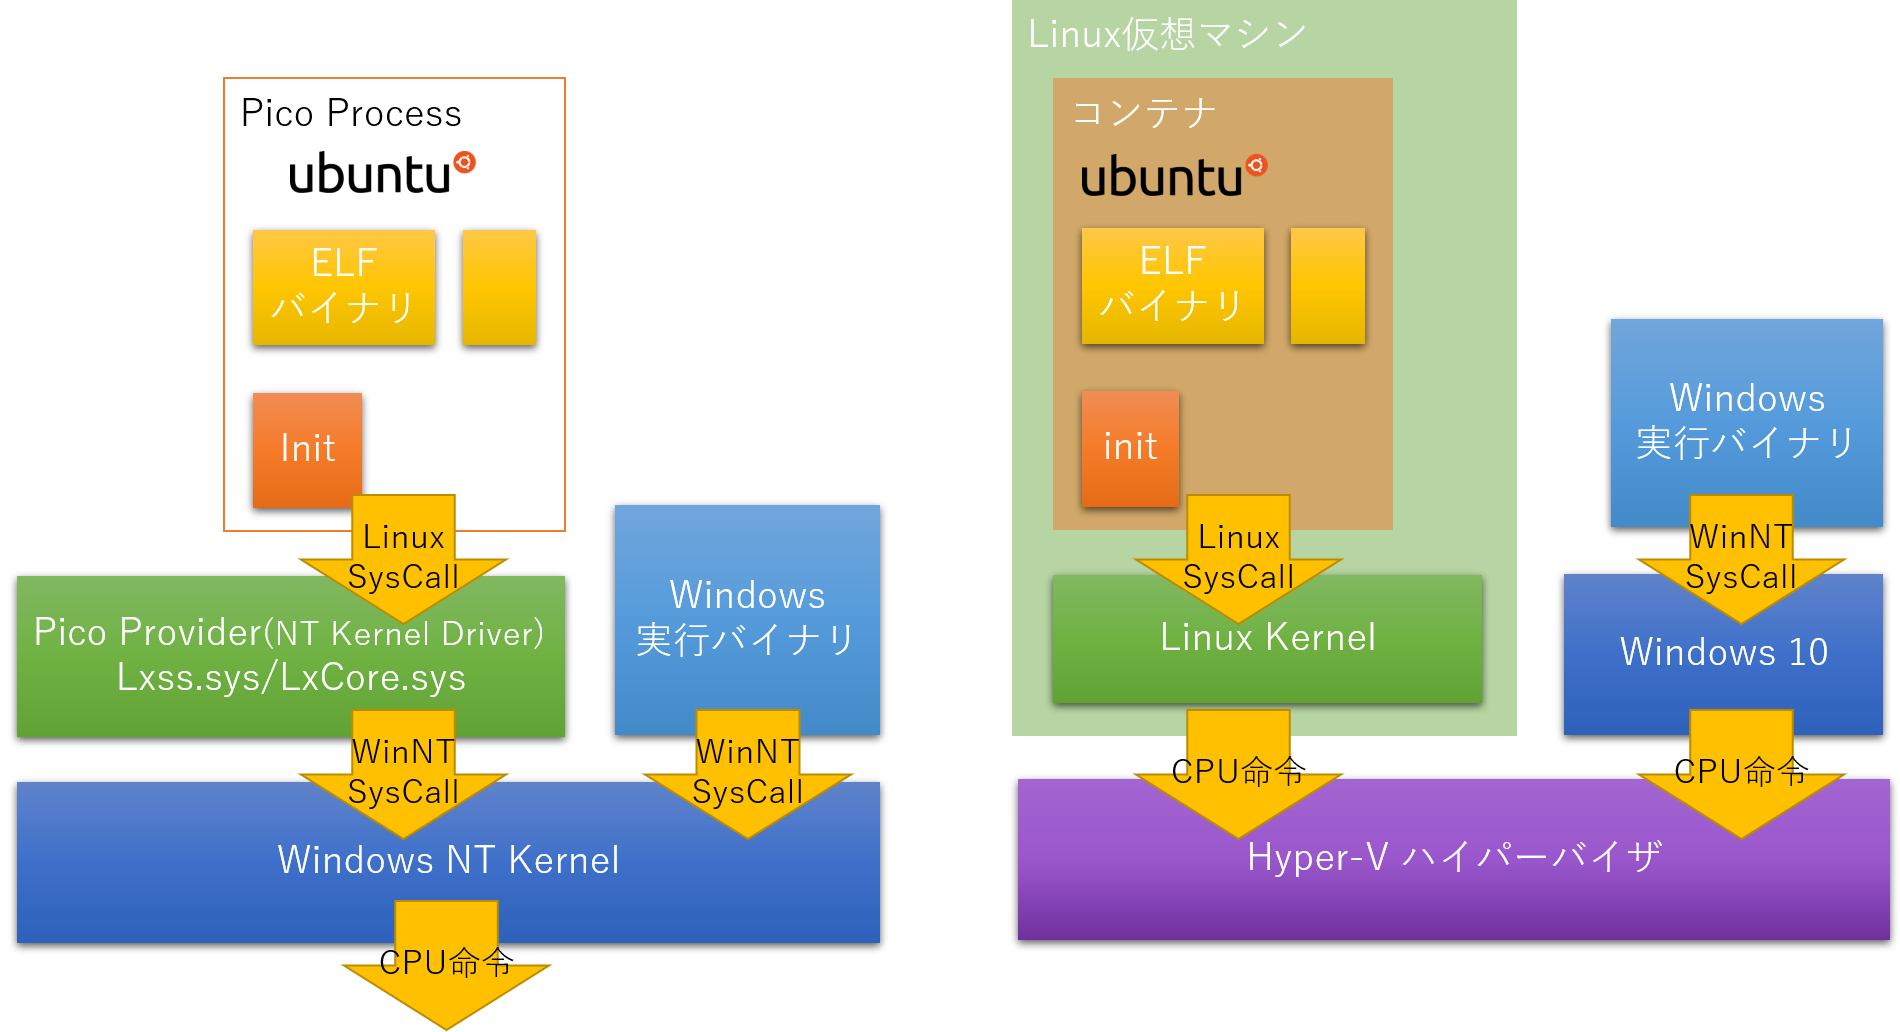 Pico Process
ubuntu
ELF
バイナリ
Init
Linux
SysCall
Pico Provider(NT Kernel Driver)
Lxss.sys/LxCore.sys
Windows
実行バイナリ
WinNT
SysCall
WinNT
SysCall
Windows NT Kernel
CPU命令
Linux仮想マシン
コンテナ
ubuntu
ELF
バイナリ
init
Linux
SysCall
Linux Kernel
CPU命令
Windows
実行バイナリ
WinNT
SysCall
Windows 10
CPU命令
Hyper-V ハイパーバイザ